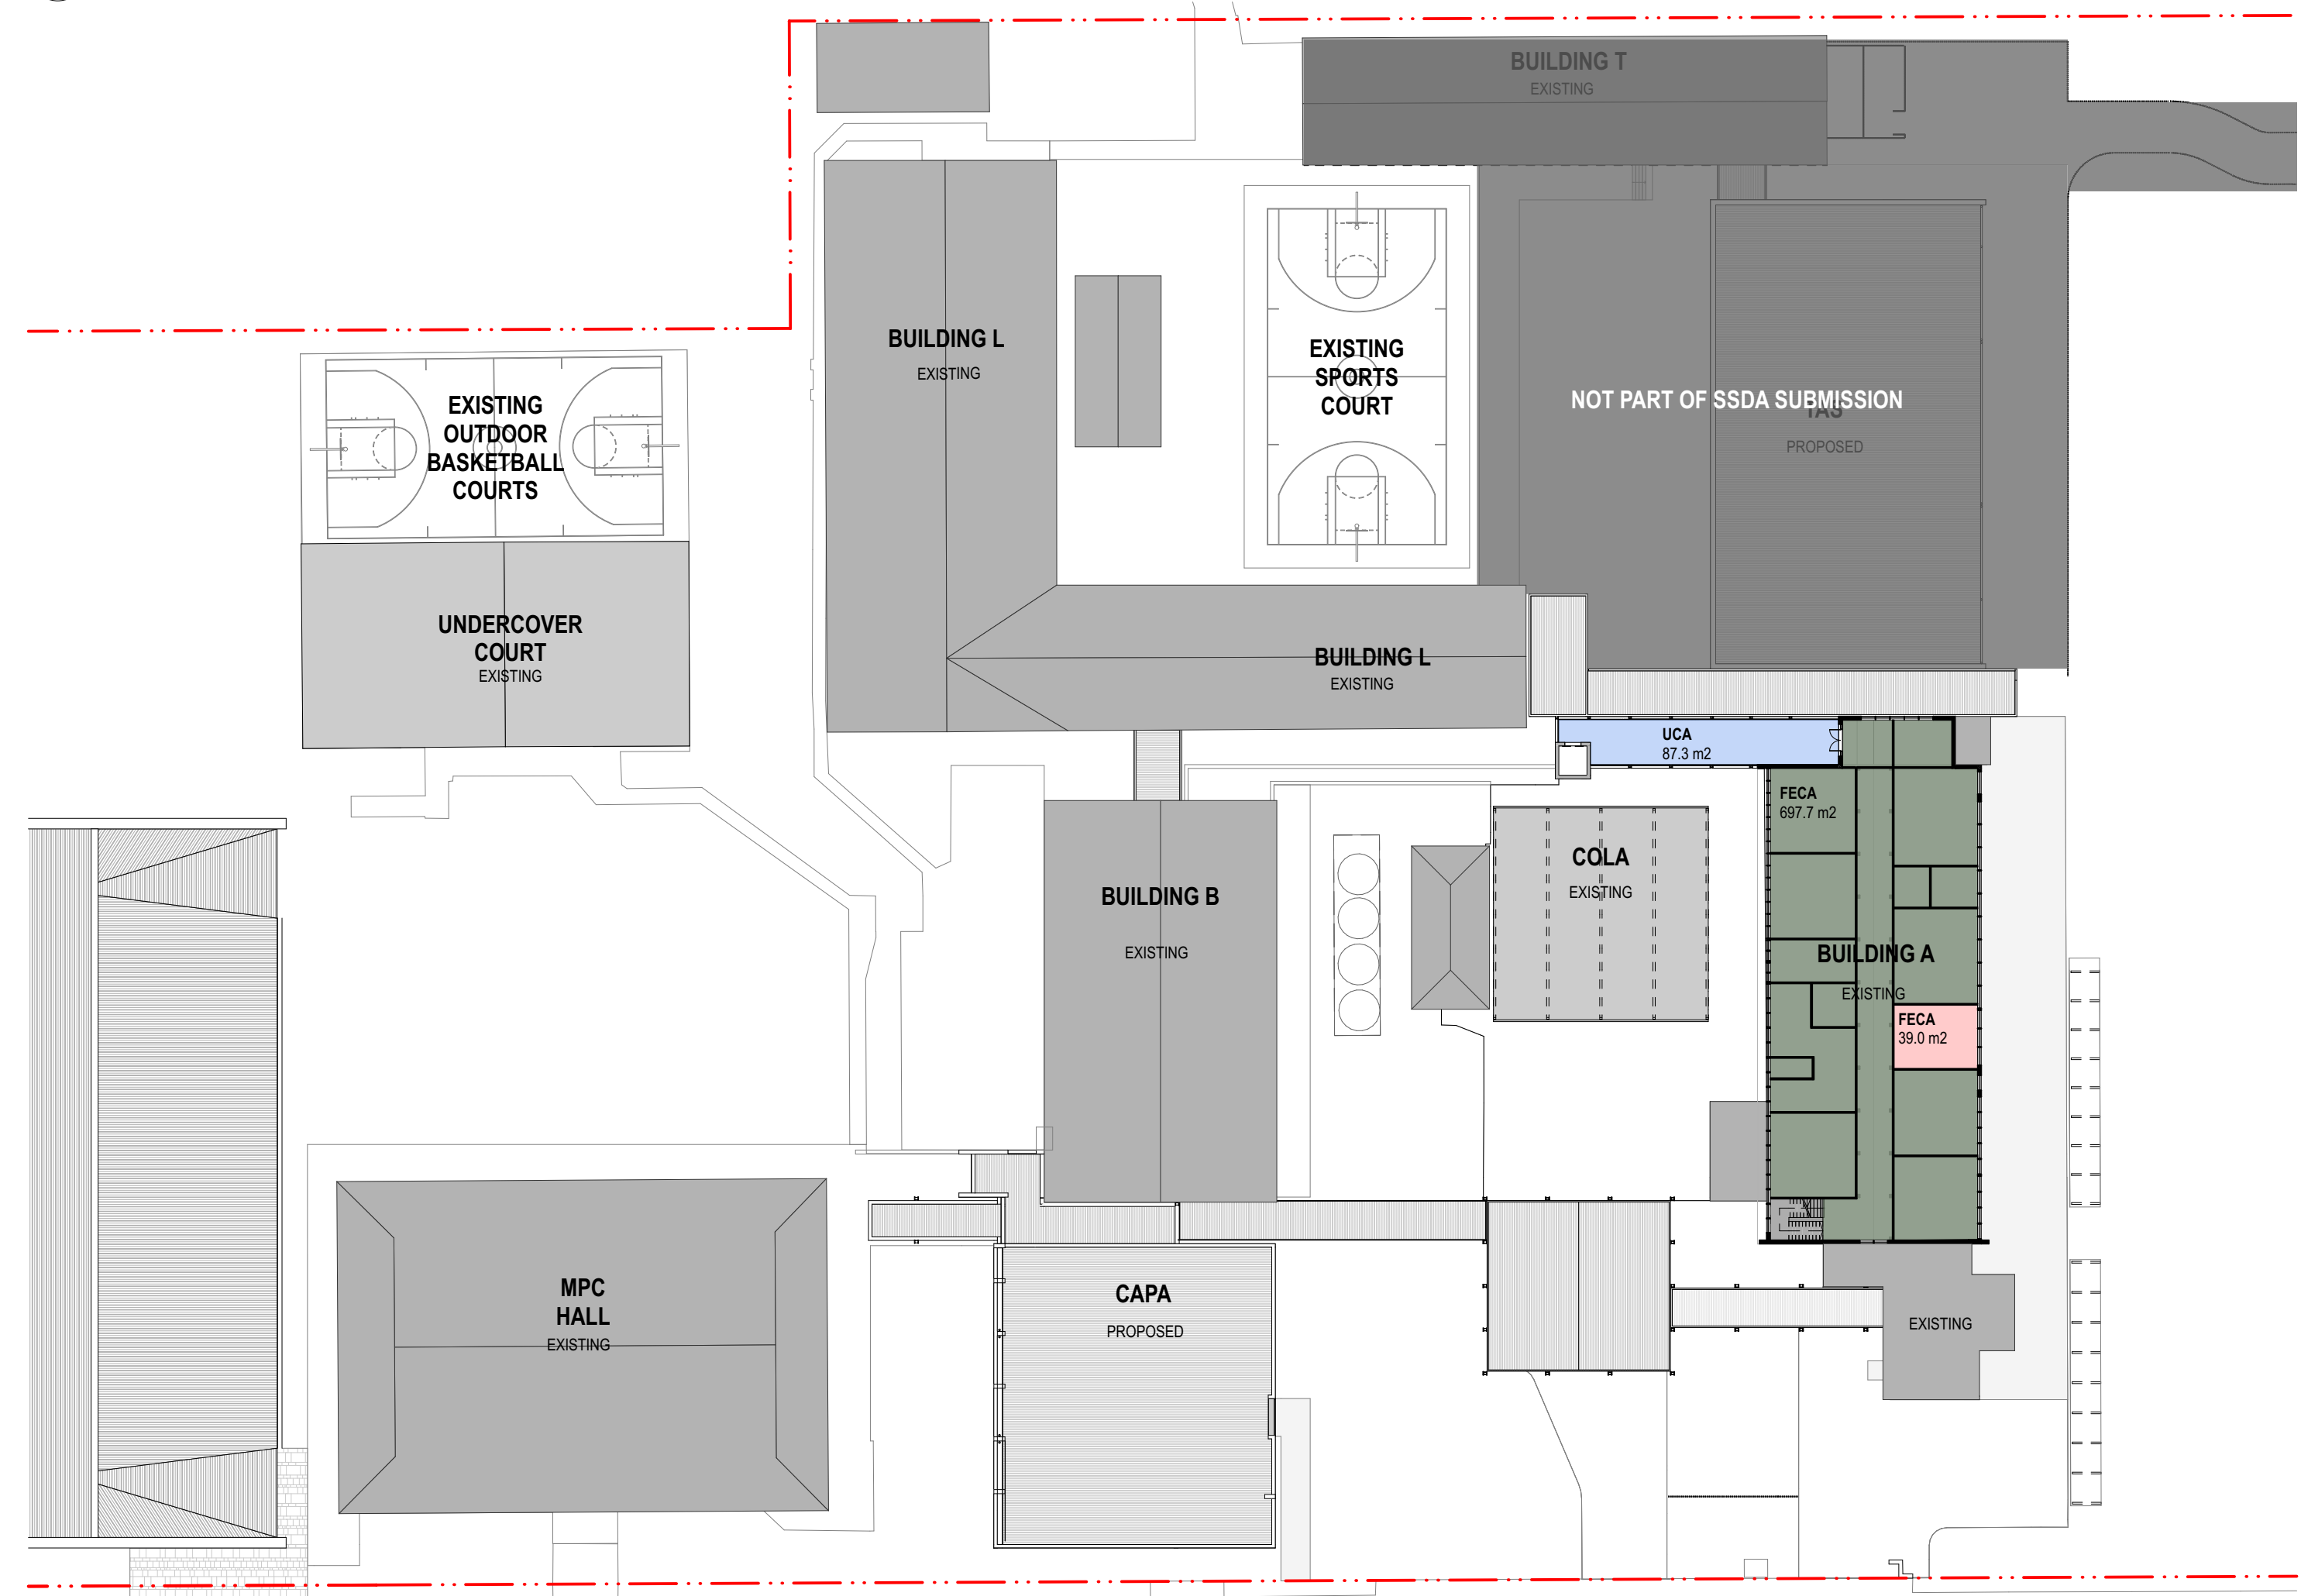 BUILDING T
EXISTING
BUILDING L
EXISTING
EXISTING
SPORTS
COURT
NOT PART OF SSDA SUBMISSION
TAS
PROPOSED
EXISTING
OUTDOOR
BASKETBALL
COURTS
UNDERCOVER
COURT
EXISTING
BUILDING L
EXISTING
UCA
87.3 m2
FECA
697.7 m2
COLA
EXISTING
BUILDING B
EXISTING
BUILDING A
EXISTING
FECA
39.0 m2
MPC
HALL
EXISTING
CAPA
PROPOSED
EXISTING